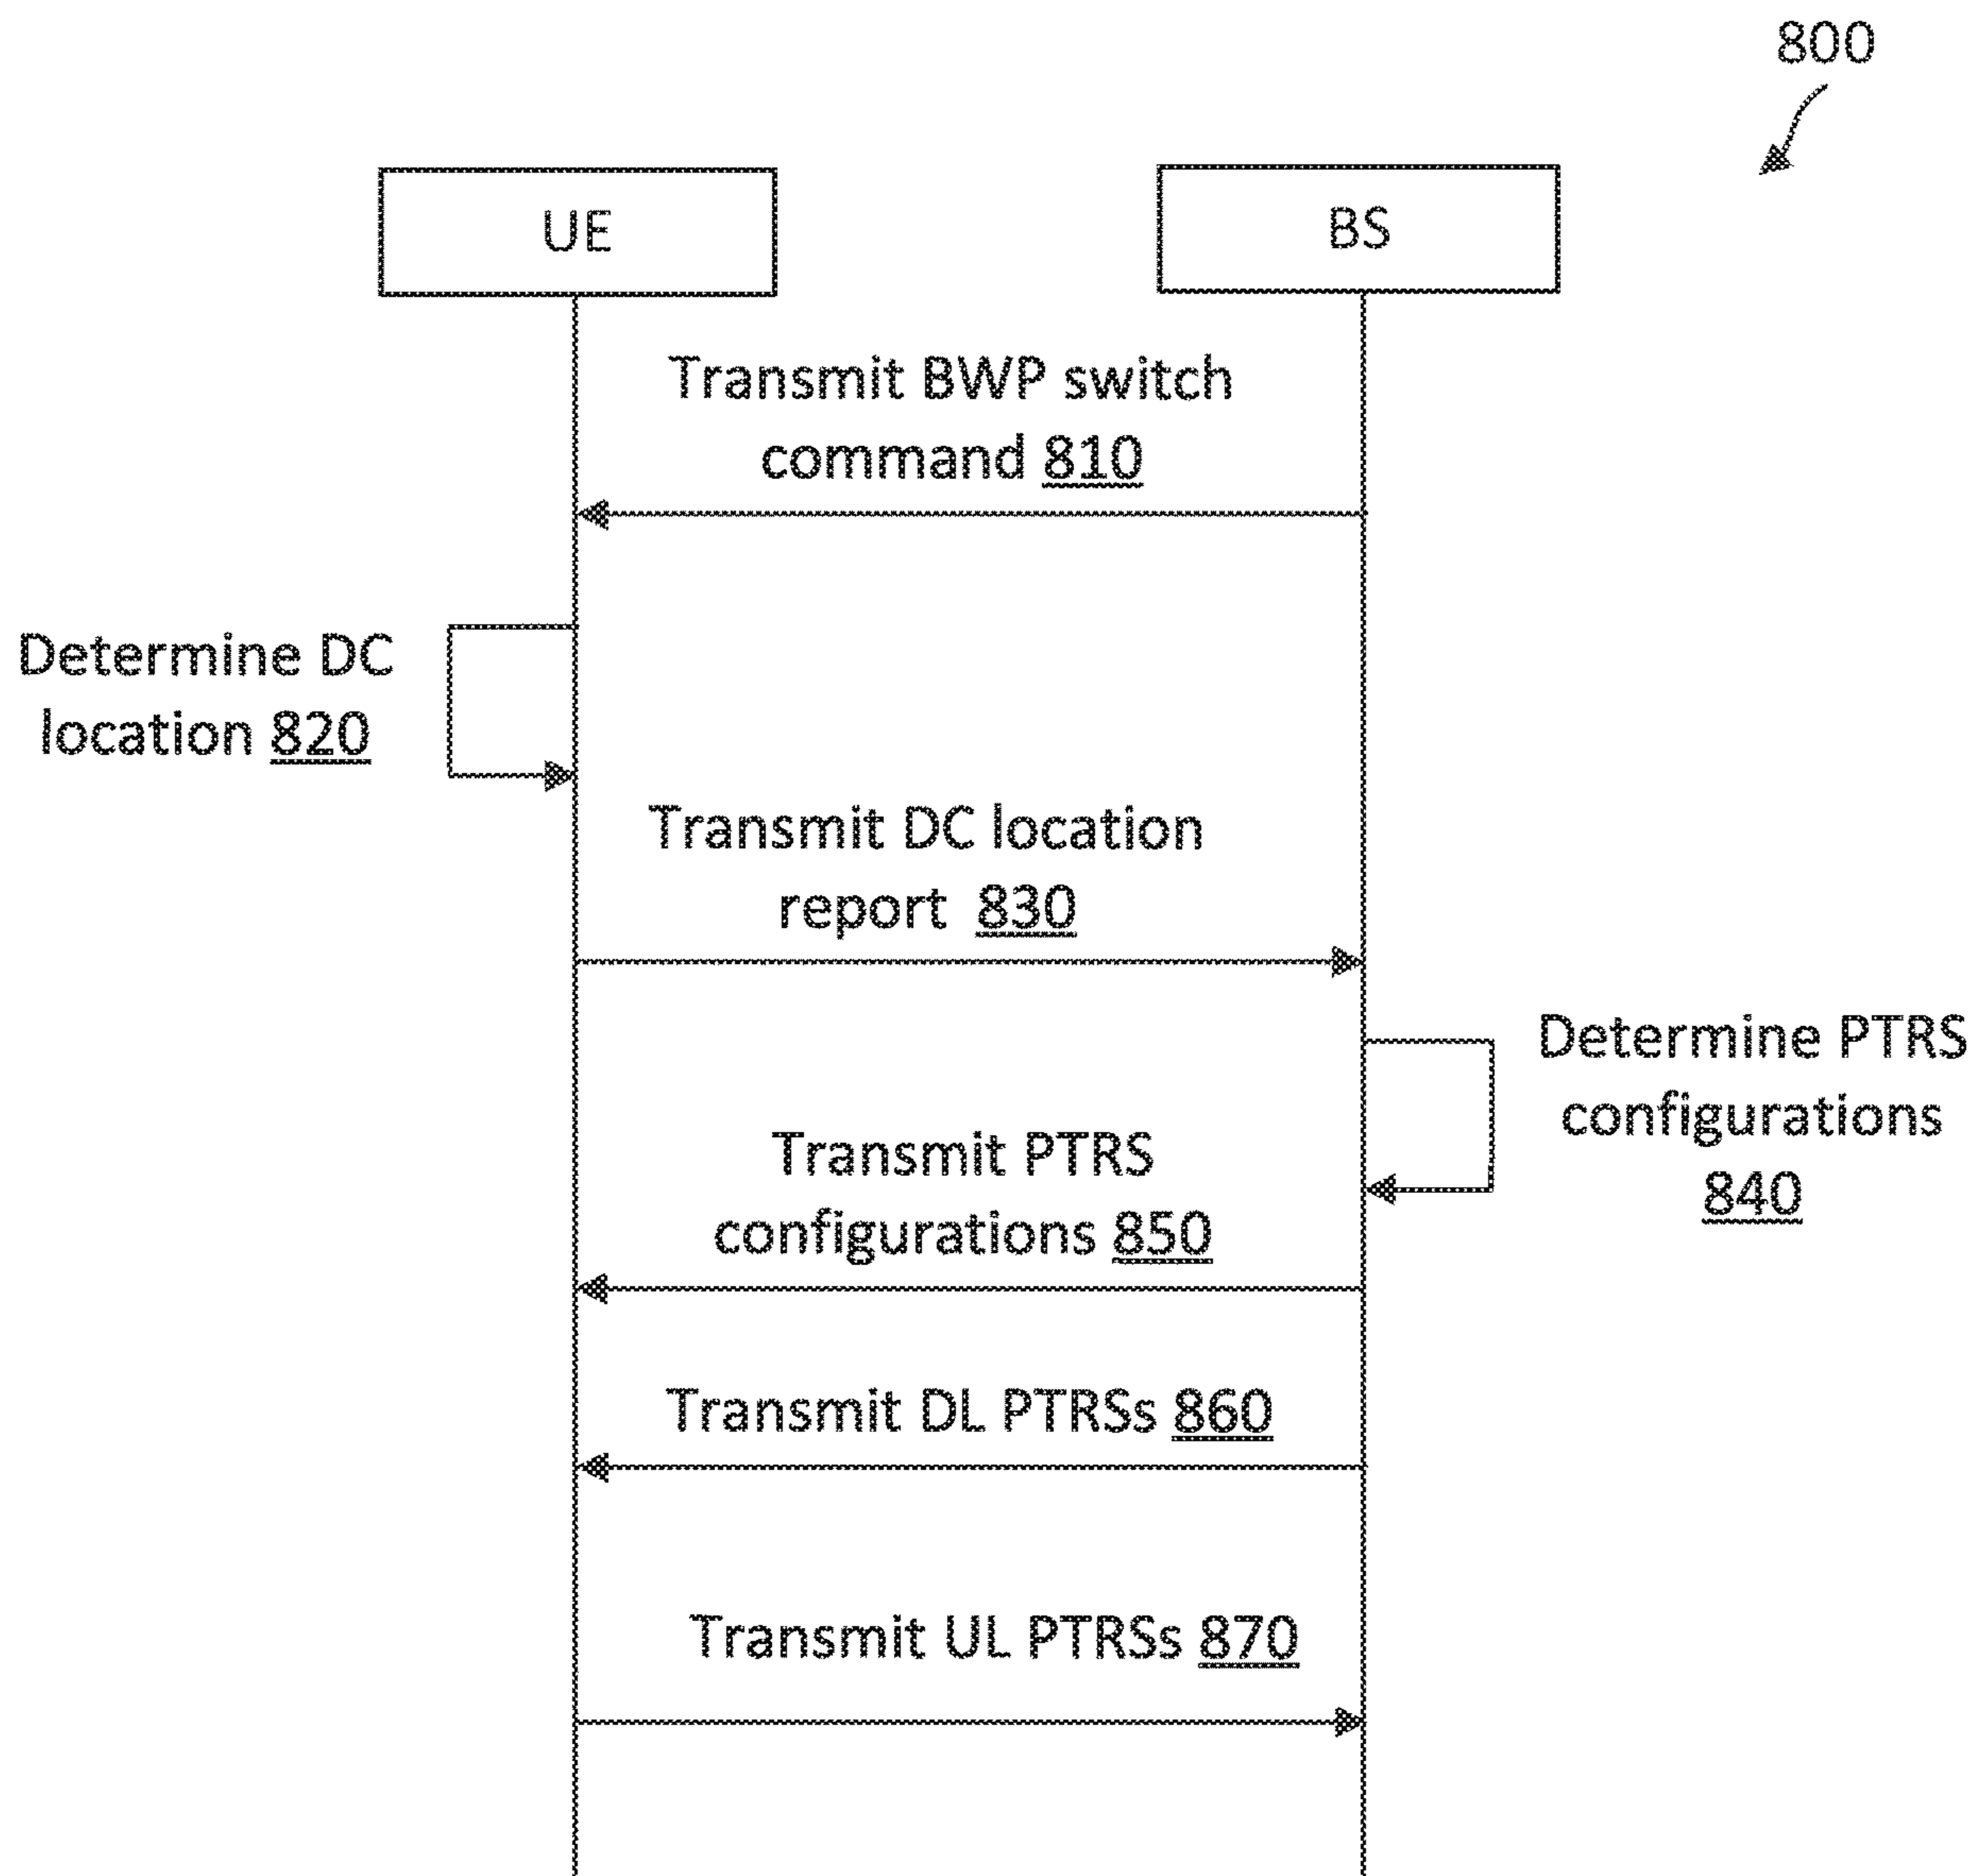 800
UE
BS
Transmit BWP switch
command 810
Determine DC
location 820
Transmit DC location
report 830
Determine PTRS
configurations
840
Transmit PTRS
configurations 850
Transmit DL PTRSs 860
Transmit UL PTRSs 870